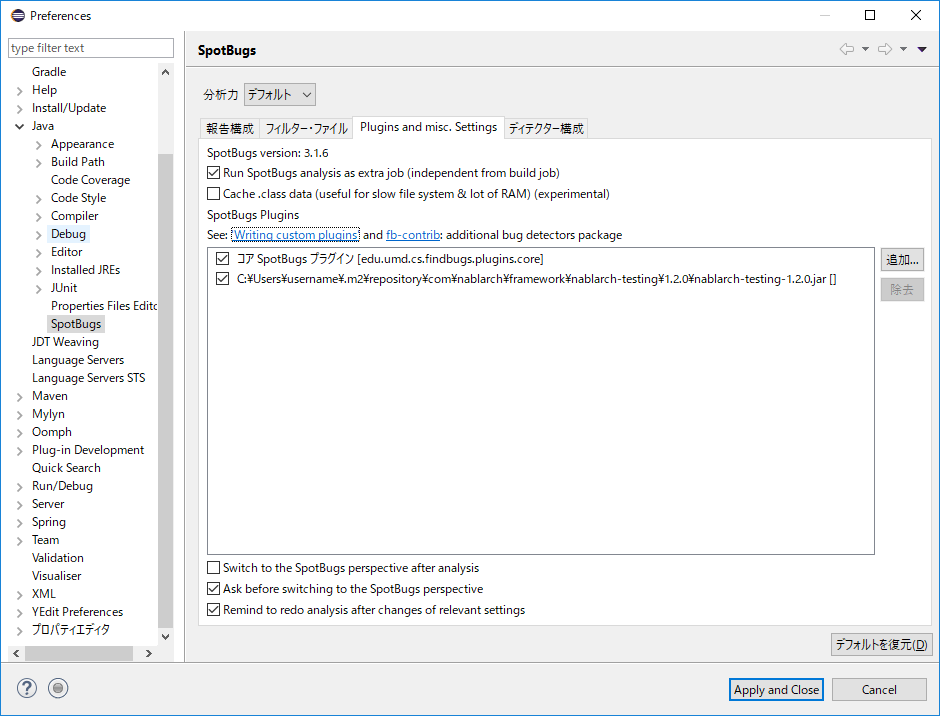 Preferences
type filter text
Gradle
Help
Install/Update
Java
Appearance
Build Path
Code Coverage
Code Style
Compiler
Debug
Editor
Installed JREs
JUnit
Properties Files Edito
SpotBugs
JDT Weaving
Language Servers
Language Servers STS
Maven
Mylyn
Oomph
Plug-in Development
Quick Search
Run/Debug
Server
Spring
Team
Validation
Visualiser
XML
YEdit Preferences
プロパティエディタ
SpotBugs
分析力 デフォルト
報告構成 フィルター・ファイル Plugins and misc. Settings ディテクター構成
SpotBugs version: 3.1.6
Run SpotBugs analysis as extra job (independent from build job)
Cache .class data (useful for slow file system & lot of RAM) (experimental)
SpotBugs Plugins
See: Writing custom plugins and fb-contrib: additional bug detectors package
コア SpotBugs プラグイン [edu.umd.cs.findbugs.plugins.core]
C:¥Users¥username¥.m2¥repository¥com¥nablarch¥framework¥nablarch-testing¥1.2.0¥nablarch-testing-1.2.0.jar []
追加...
除去
Switch to the SpotBugs perspective after analysis
Ask before switching to the SpotBugs perspective
Remind to redo analysis after changes of relevant settings
デフォルトを復元(D)
Apply and Close Cancel